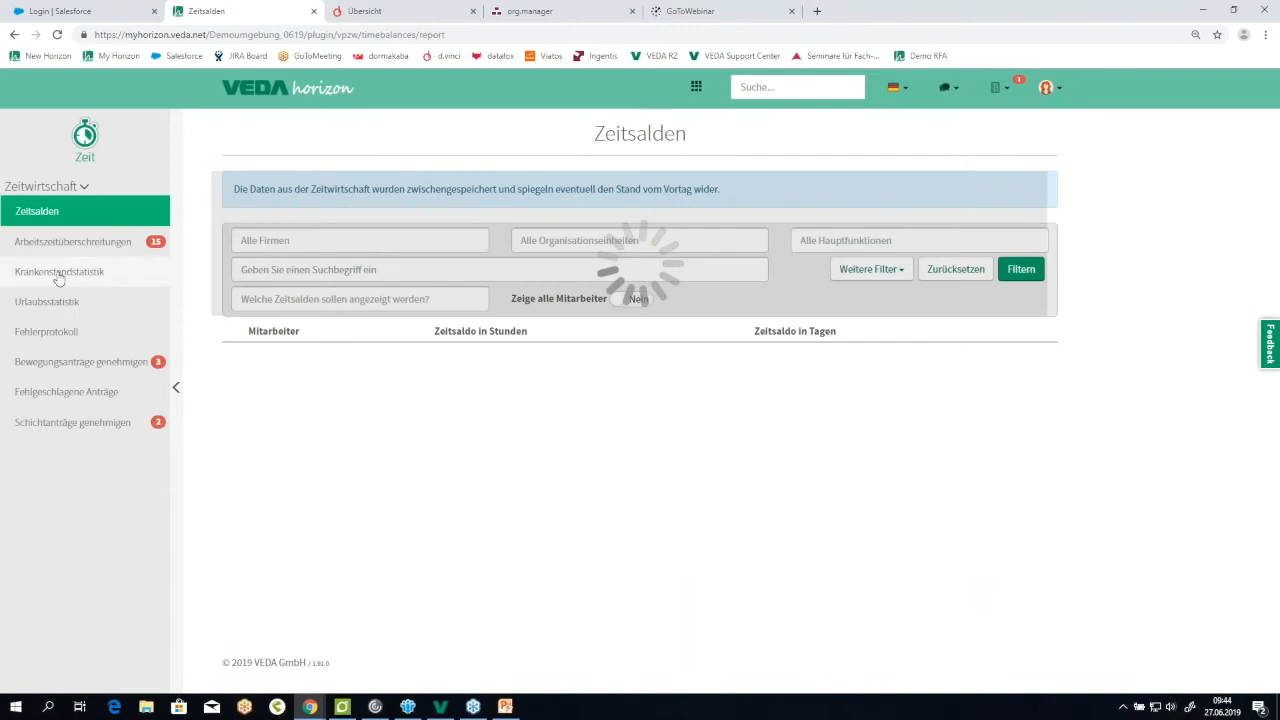 Login | Salesforce
Zeitsalden
Übersicht
org.manager
GoToWebinar
https://myhorizon.veda.net/Demoumgebung_0619/plugin/vpzw/timebalances/report
New Horizon
My Horizon
Salesforce
JIRA Board
GoToMeeting
dormakaba
d.vinci
datafox
Viatos
Ingentis
VEDA RZ
VEDA Support Center
Seminare für Fach-...
Demo RFA
VEDA horizon
Suche...
1
Zeit
Zeitwirtschaft
Zeitsalden
Arbeitszeitüberschreitungen 15
Krankenstandstatistik
Urlaubsstatistik
Fehlerprotokoll
Bewegungsanträge genehmigen 3
Fehlgeschlagene Anträge
Schichtanträge genehmigen 2
Zeitsalden
Die Daten aus der Zeitwirtschaft wurden zwischengespeichert und spiegeln eventuell den Stand vom Vortag wider.
Alle Firmen
Alle Organisationseinheiten
Alle Hauptfunktionen
Geben Sie einen Suchbegriff ein
Weitere Filter
Zurücksetzen
Filtern
Welche Zeitsalden sollen angezeigt werden?
Zeige alle Mitarbeiter Nein
Mitarbeiter
Zeitsaldo in Stunden
Zeitsaldo in Tagen
Feedback
© 2019 VEDA GmbH / 1.91.0
09:44
27.06.2019
2